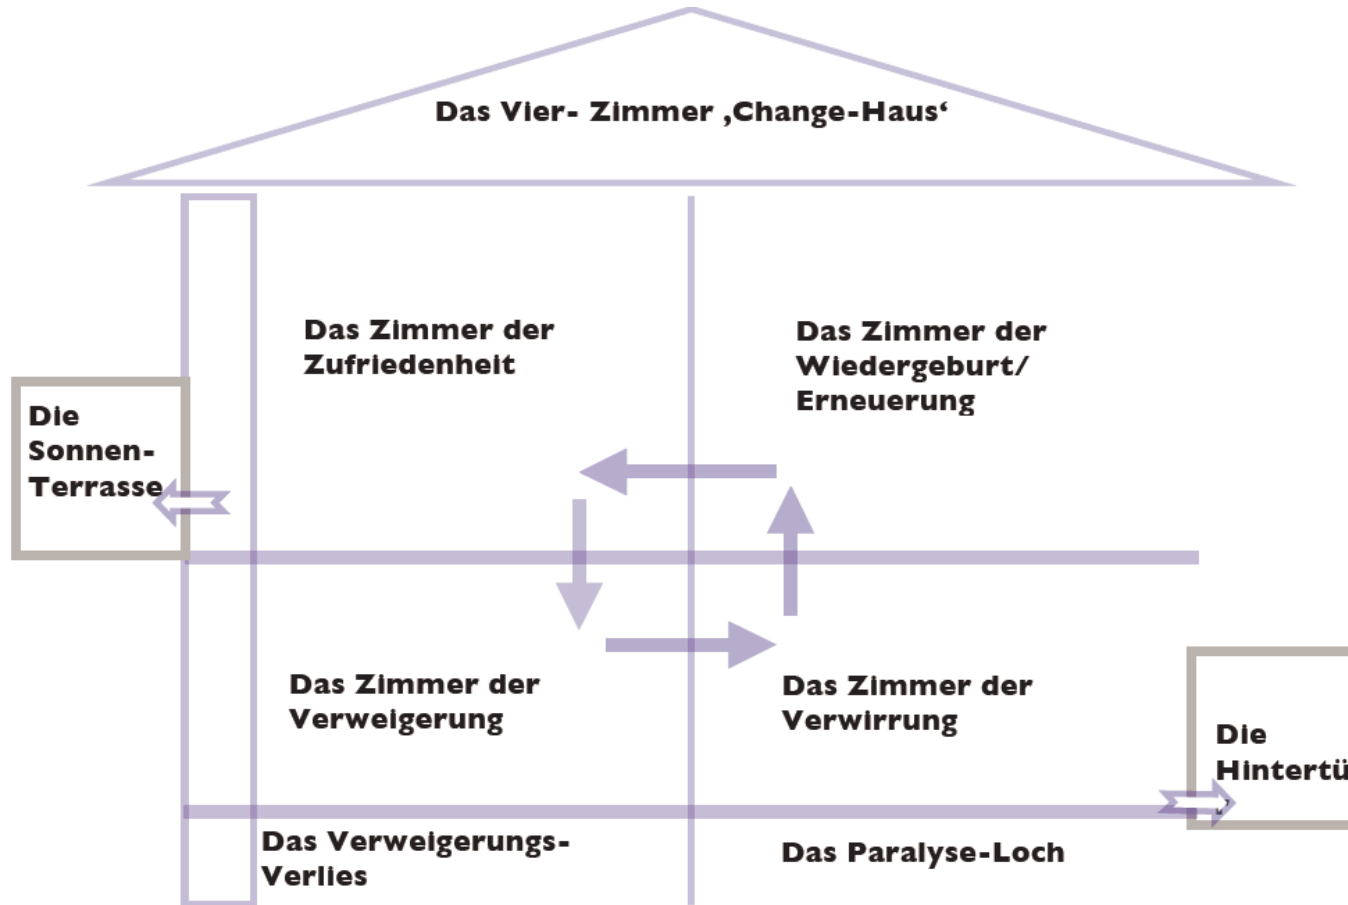 Das Vier- Zimmer ‚Change-Haus‘
Das Zimmer der
Zufriedenheit
Das Zimmer der
Wiedergeburt/
Erneuerung
Die
Sonnen-
Terrasse
Das Zimmer der
Verweigerung
Das Zimmer der
Verwirrung
Die
Hintertü
Das Verweigerungs-
Verlies
Das Paralyse-Loch